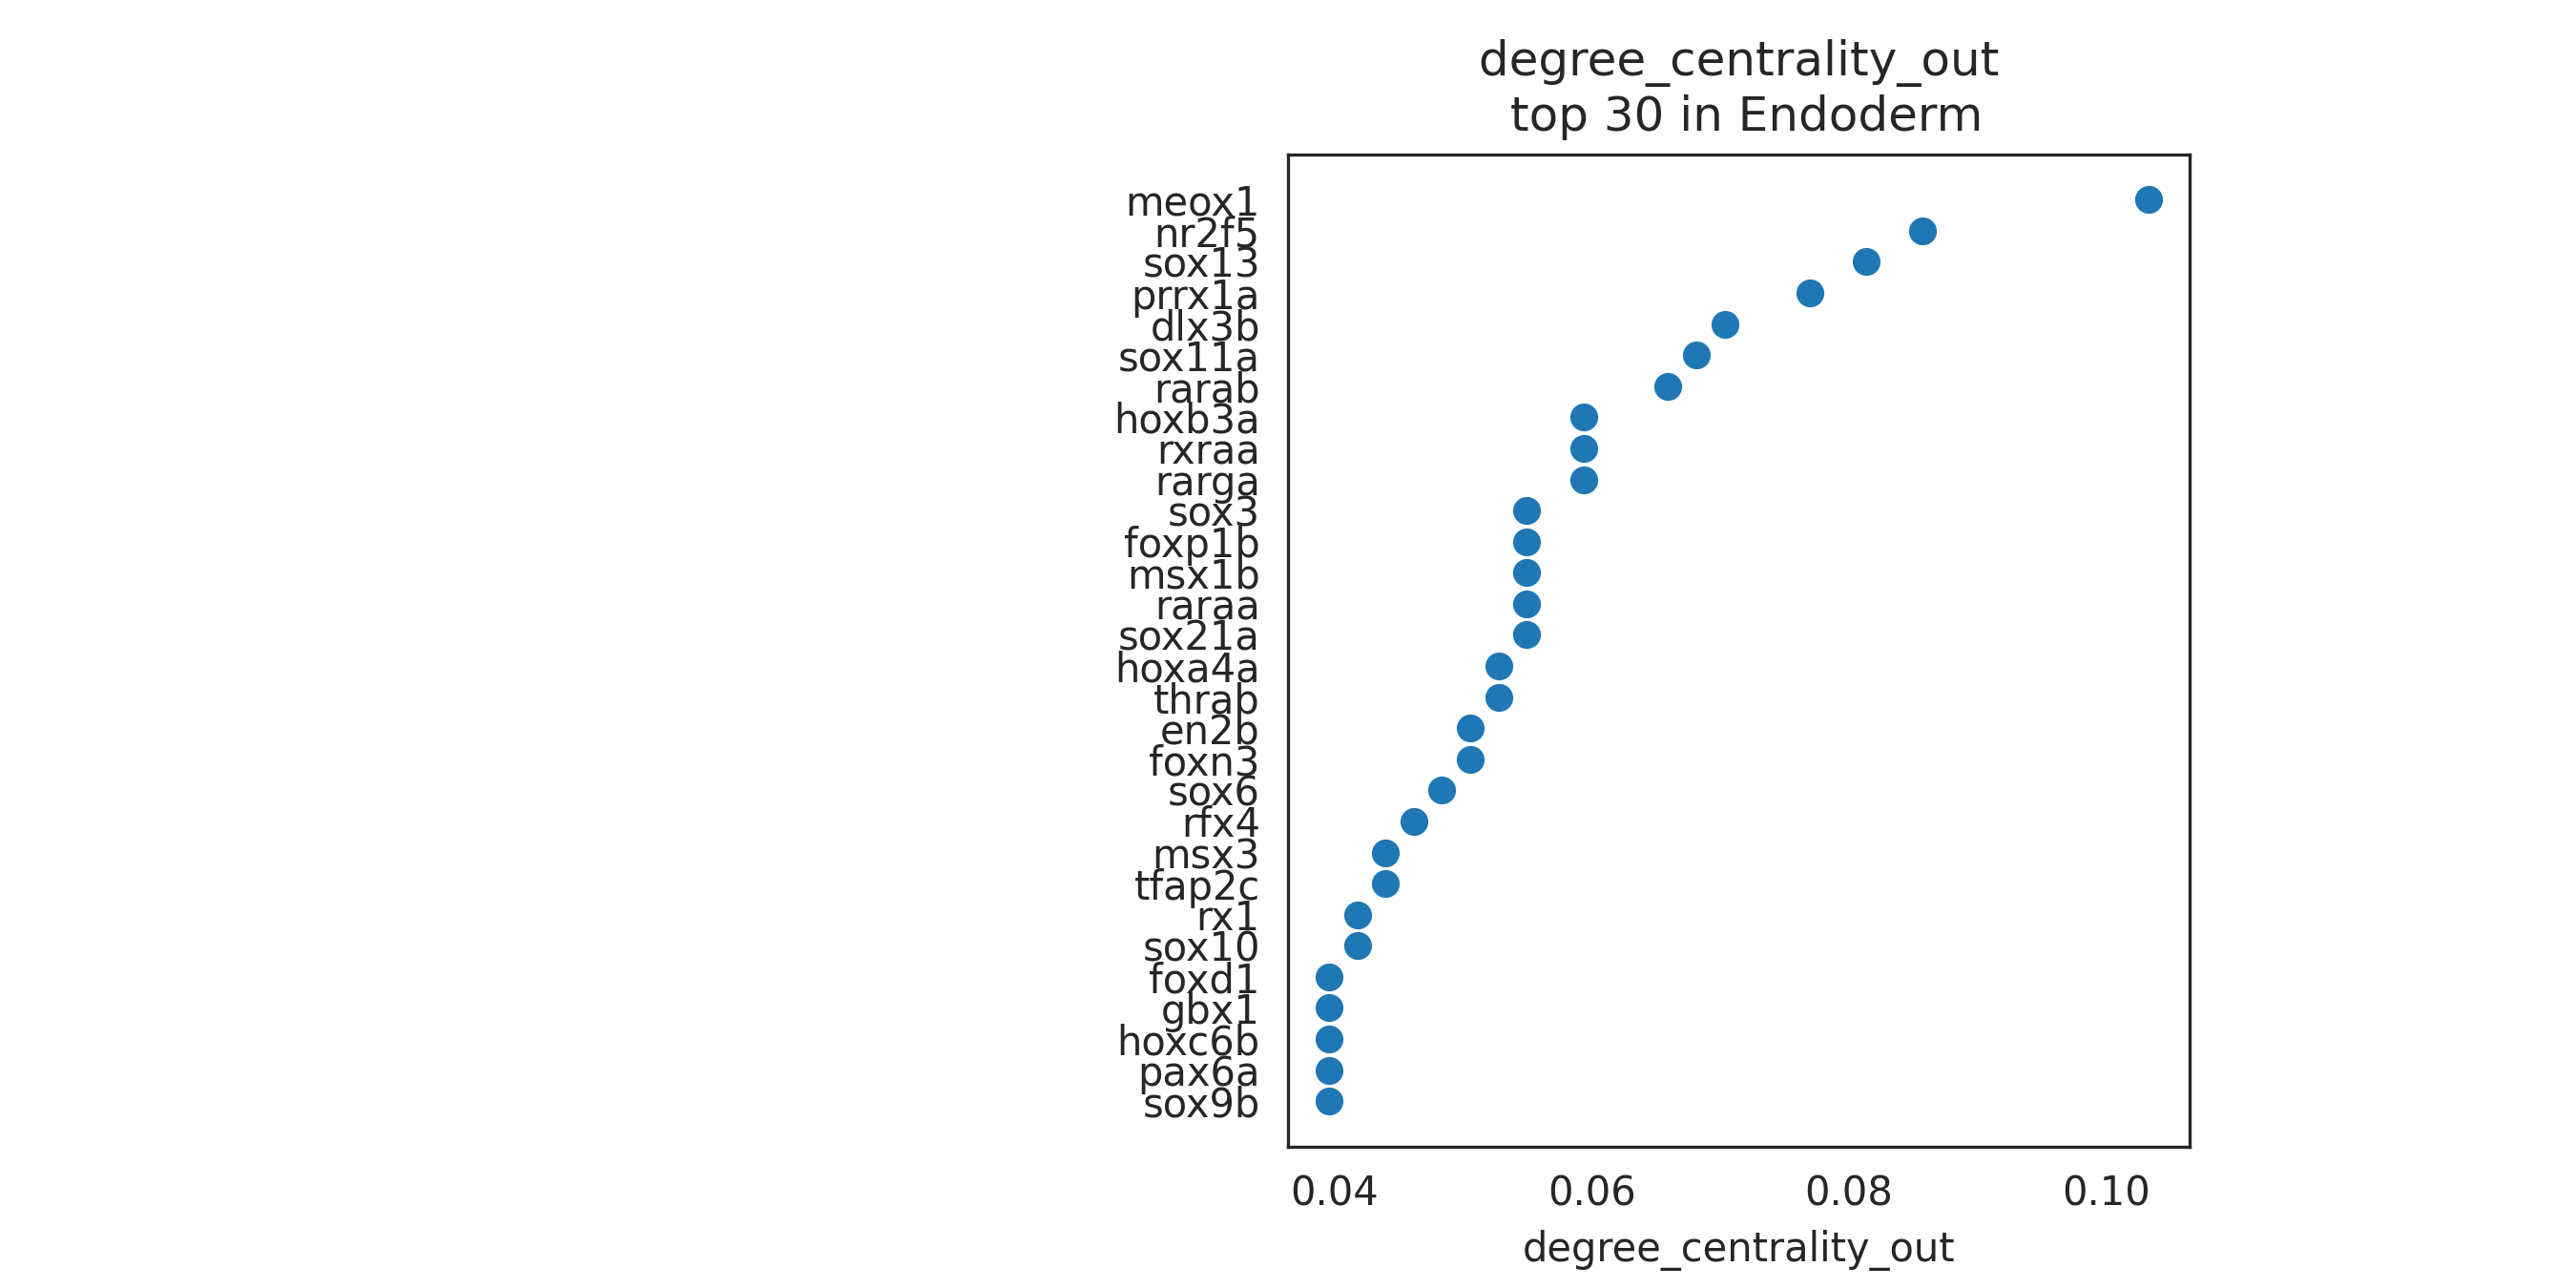 degree_centrality_out
top 30 in Endoderm
meox1
nr2f5
sox13
prrx1a
dlx3b
sox11a
rarab
hoxb3a
rxraa
rarga
sox3
foxp1b
msx1b
raraa
sox21a
hoxa4a
thrab
en2b
foxn3
sox6
rfx4
msx3
tfap2c
rx1
sox10
foxd1
gbx1
hoxc6b
pax6a
sox9b
0.04 0.06 0.08 0.10
degree_centrality_out